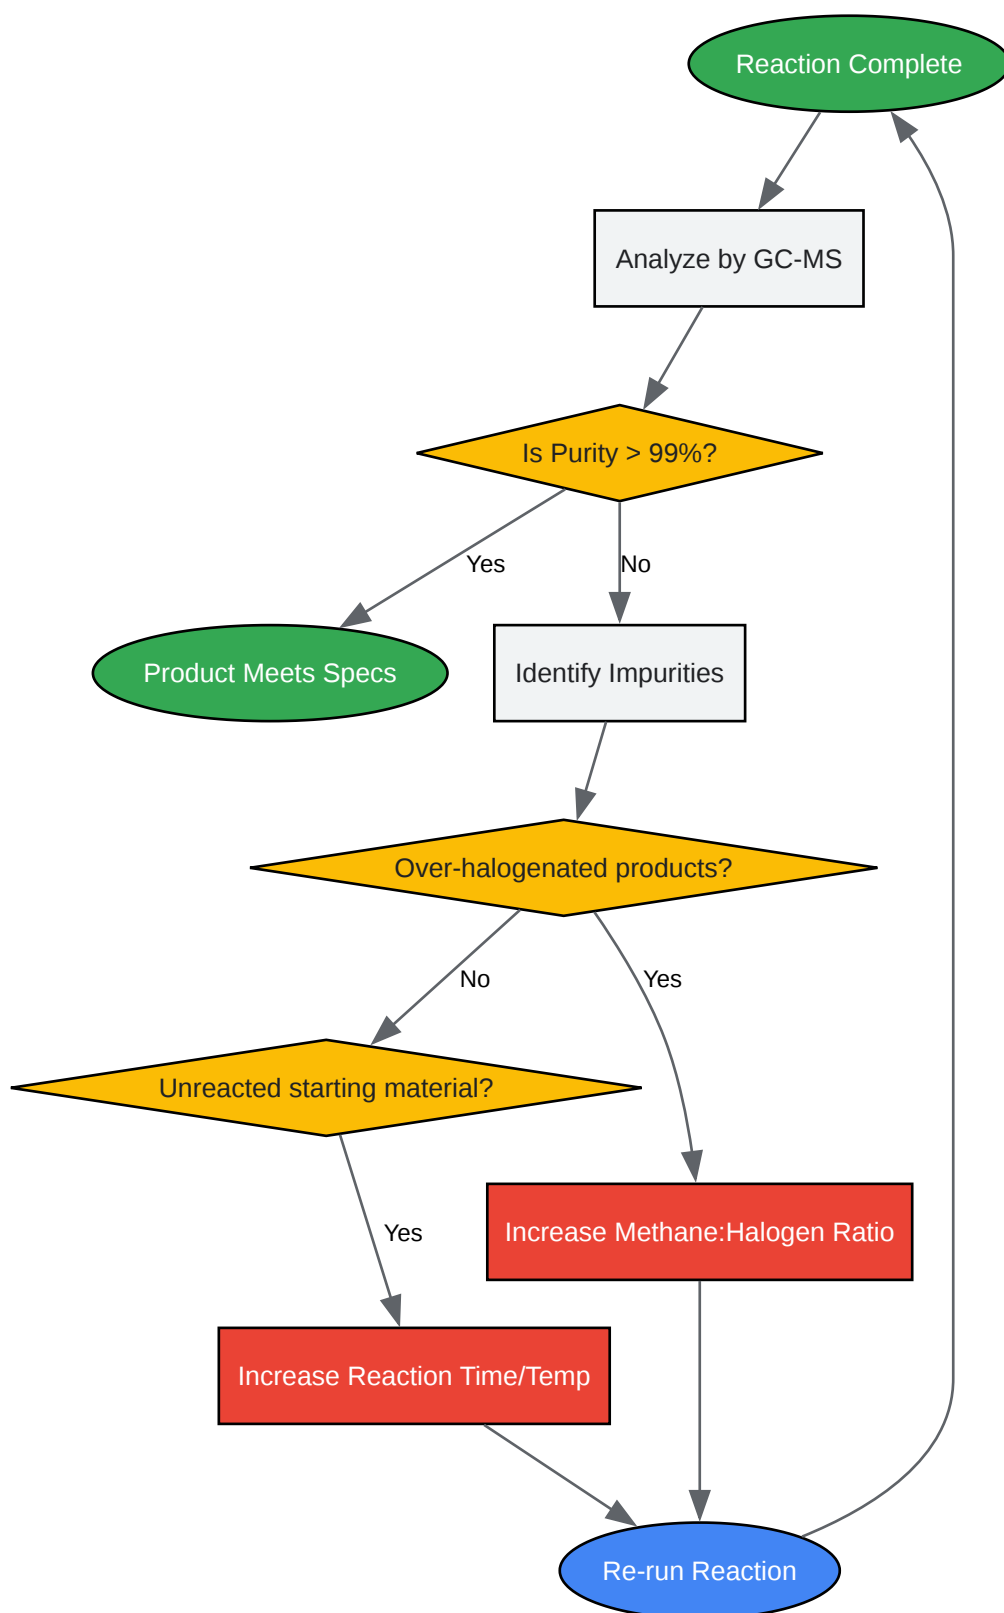 Reaction Complete
Analyze by GC-MS
Is Purity > 99%?
Yes
No
Product Meets Specs
Identify Impurities
Over-halogenated products?
No
Yes
Unreacted starting material?
Yes
Increase Methane:Halogen Ratio
Increase Reaction Time/Temp
Re-run Reaction